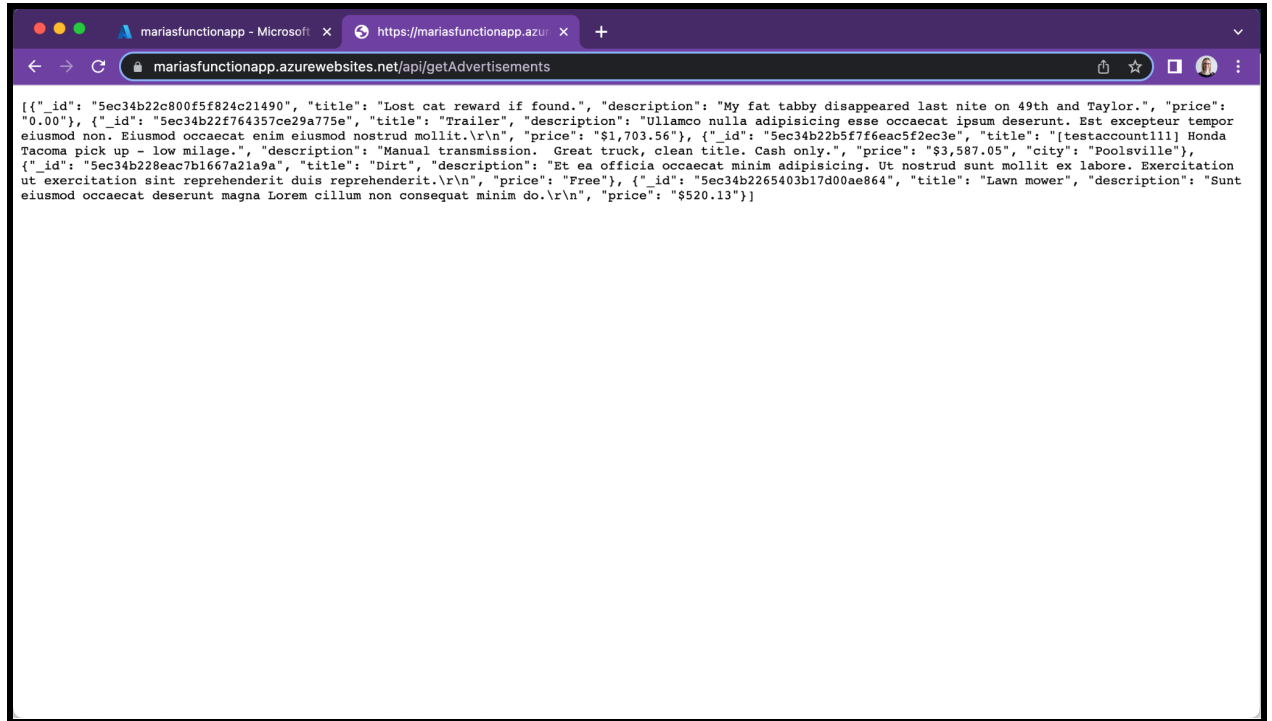 mariasfunctionapp - Microsoft
https://mariasfunctionapp.azur
mariasfunctionapp.azurewebsites.net/api/getAdvertisements
[{"_id": "5ec34b22c800f5f824c21490", "title": "Lost cat reward if found.", "description": "My fat tabby disappeared last nite on 49th and Taylor.", "price":
"0.00"}, {"_id": "5ec34b22f764357ce29a775e", "title": "Trailer", "description": "Ullamco nulla adipisicing esse occaecat ipsum deserunt. Est excepteur tempor
eiusmod non. Eiusmod occaecat enim eiusmod nostrud mollit.\r\n", "price": "$1,703.56"}, {"_id": "5ec34b22b5f7f6eac5f2ec3e", "title": "[testaccount111] Honda
Tacoma pick up - low milage.", "description": "Manual transmission.  Great truck, clean title. Cash only.", "price": "$3,587.05", "city": "Poolsville"},
{"_id": "5ec34b228eac7b1667a21a9a", "title": "Dirt", "description": "Et ea officia occaecat minim adipisicing. Ut nostrud sunt mollit ex labore. Exercitation
ut exercitation sint reprehenderit duis reprehenderit.\r\n", "price": "Free"}, {"_id": "5ec34b2265403b17d00ae864", "title": "Lawn mower", "description": "Sunt
eiusmod occaecat deserunt magna Lorem cillum non consequat minim do.\r\n", "price": "$520.13"}]